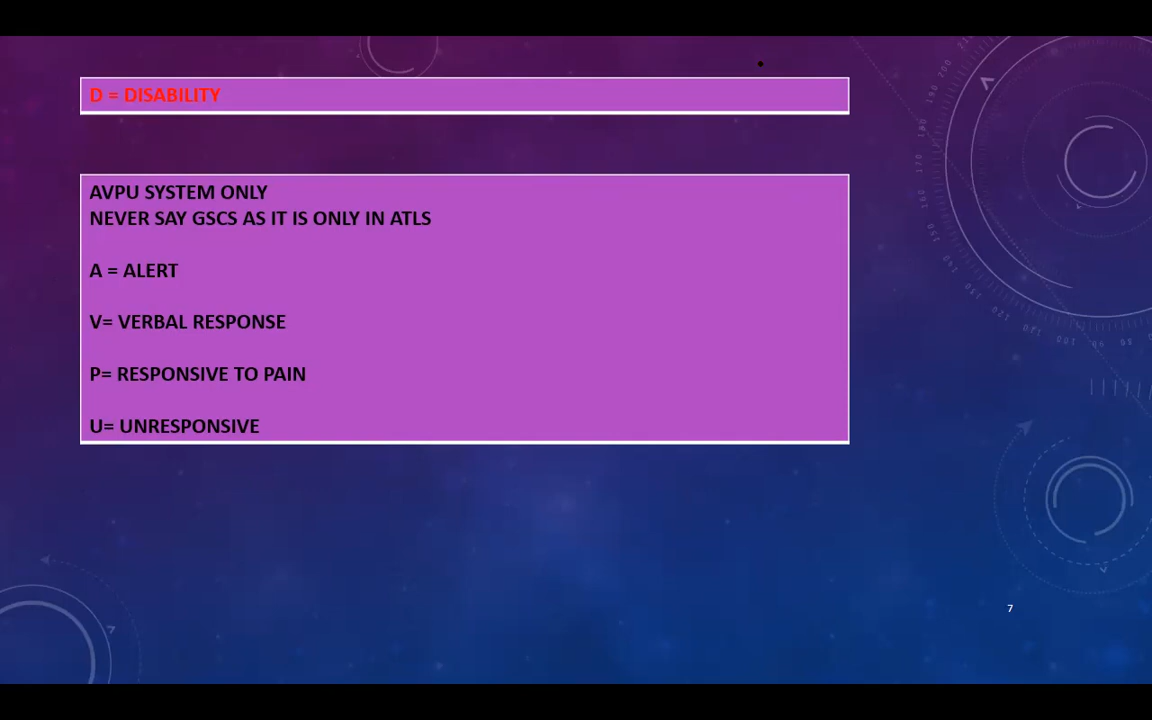 D = DISABILITY
AVPU SYSTEM ONLY
NEVER SAY GSCS AS IT IS ONLY IN ATLS
A = ALERT
V= VERBAL RESPONSE
P= RESPONSIVE TO PAIN
U= UNRESPONSIVE
7